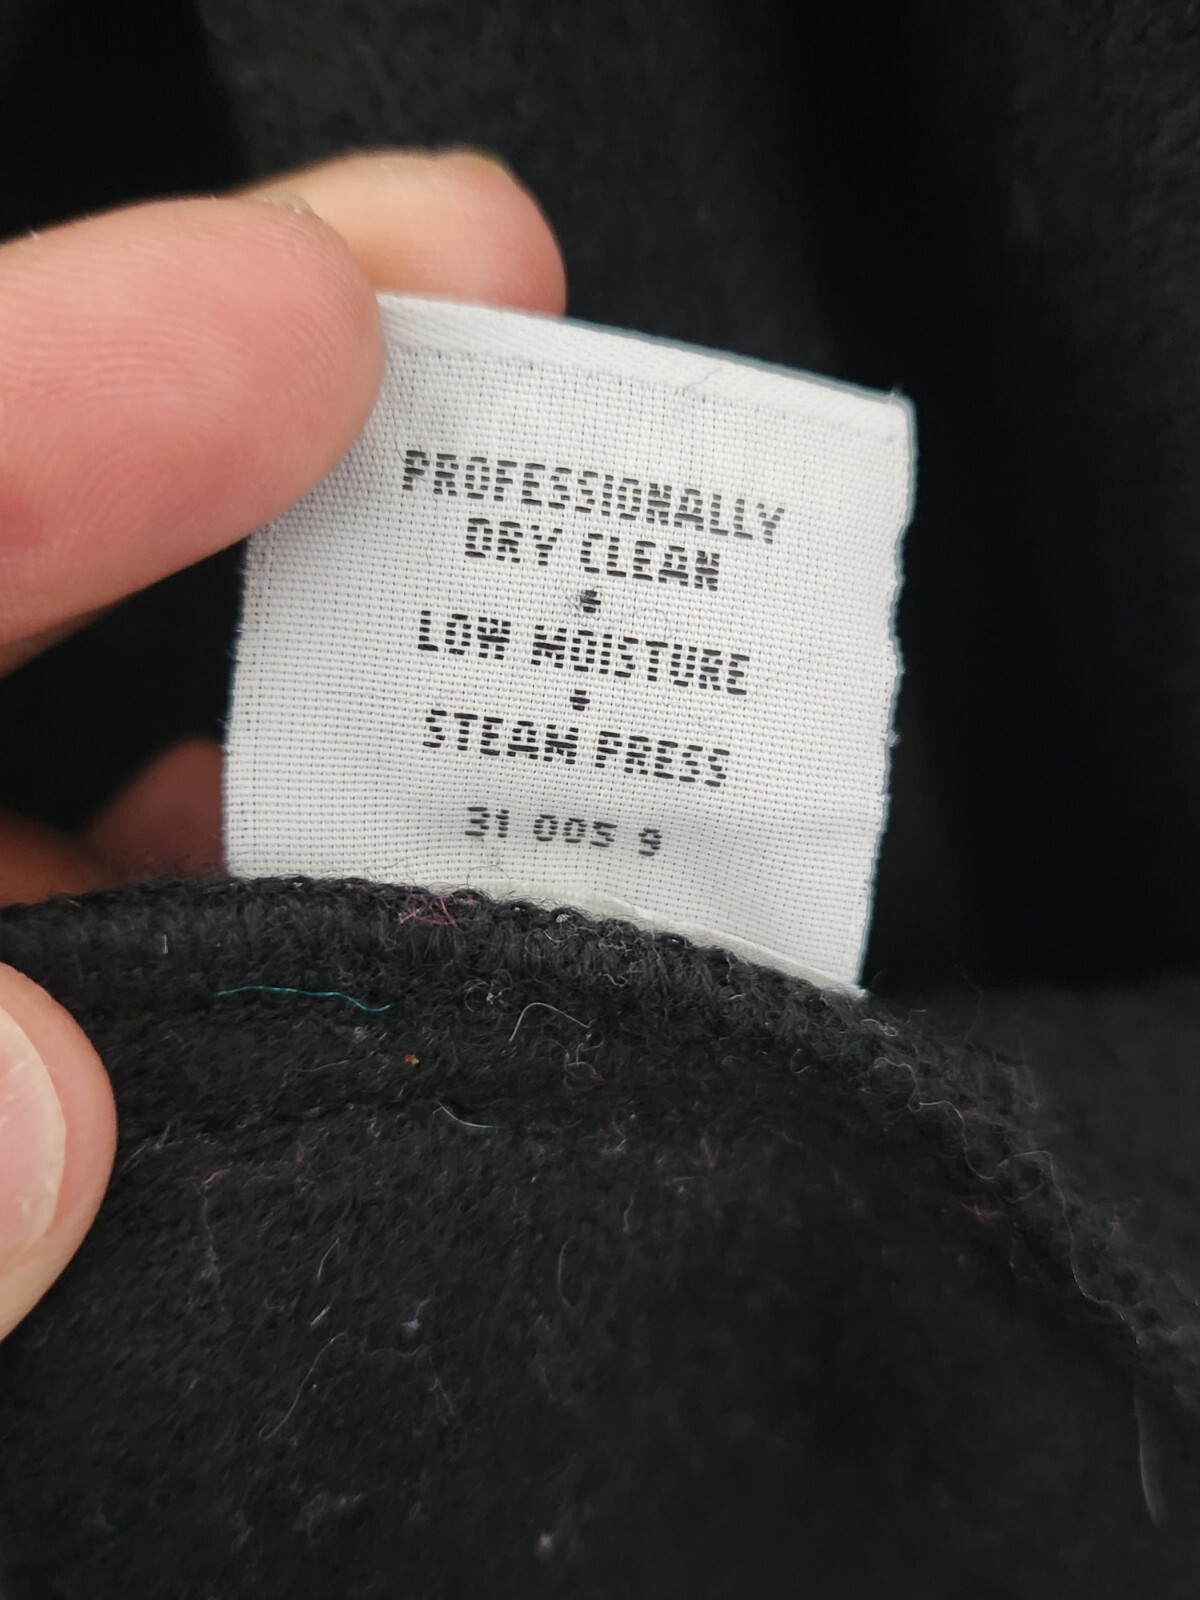 PROFESSIONALLY
DRY CLEAN
♦
LOW MOISTURE
♦
STEAM PRESS
31 005 9